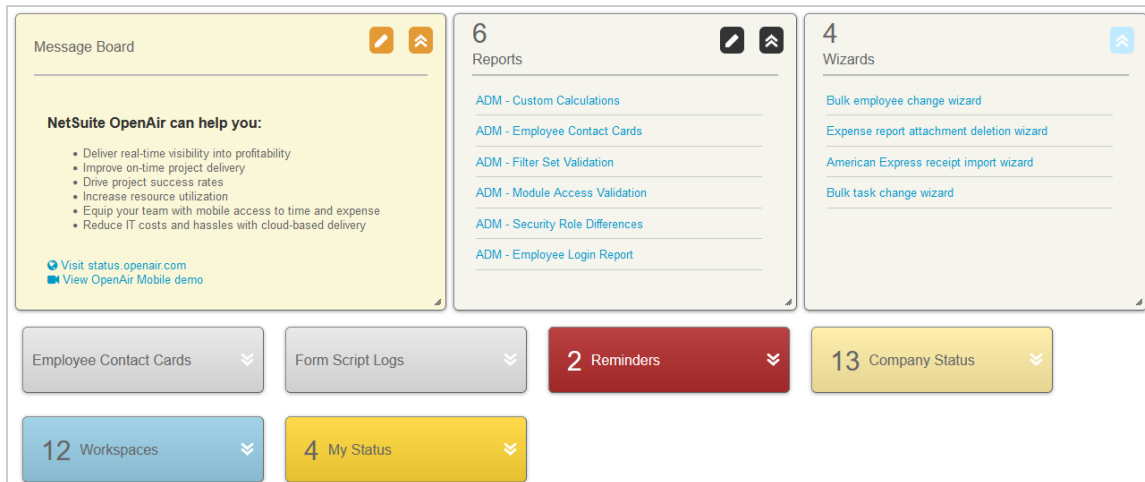 Message Board
NetSuite OpenAir can help you:
Deliver real-time visibility into profitability
Improve on-time project delivery
Drive project success rates
Increase resource utilization
Equip your team with mobile access to time and expense
Reduce IT costs and hassles with cloud-based delivery
Visit status.openair.com
View OpenAir Mobile demo
6
Reports
ADM - Custom Calculations
ADM - Employee Contact Cards
ADM - Filter Set Validation
ADM - Module Access Validation
ADM - Security Role Differences
ADM - Employee Login Report
4
Wizards
Bulk employee change wizard
Expense report attachment deletion wizard
American Express receipt import wizard
Bulk task change wizard
Employee Contact Cards
Form Script Logs
2 Reminders
13 Company Status
12 Workspaces
4 My Status